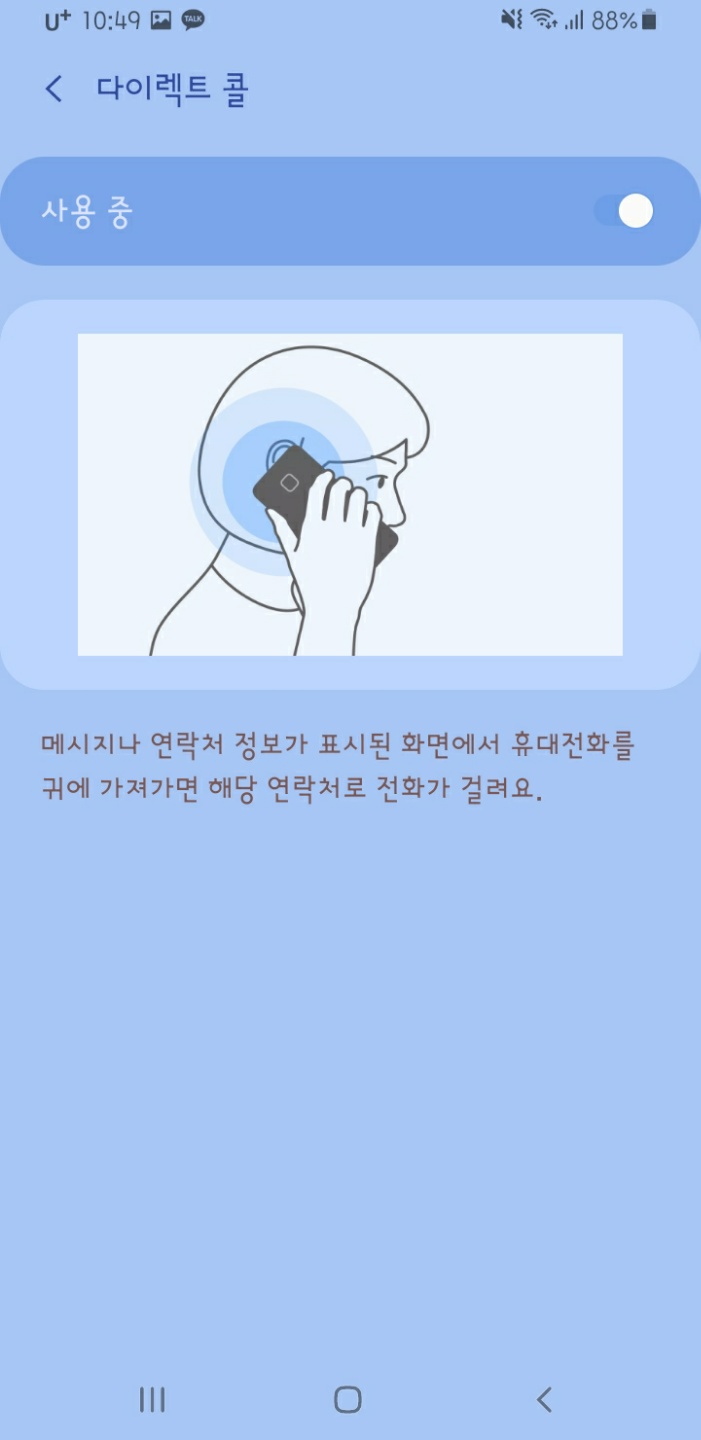 U+ 10:49 TALK 88%
다이렉트 콜
사용 중
메시지나 연락처 정보가 표시된 화면에서 휴대전화를
귀에 가져가면 해당 연락처로 전화가 걸려요.